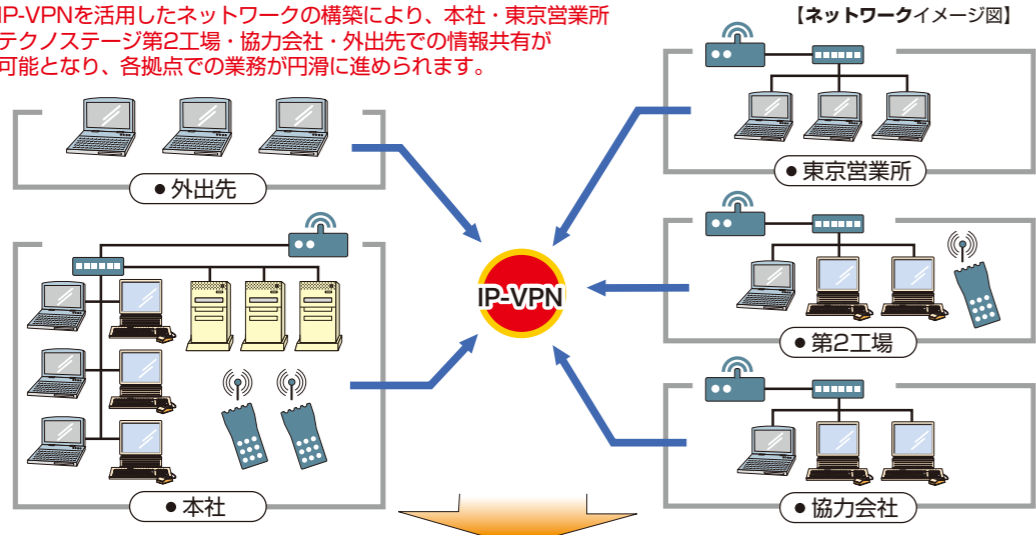 IP-VPNを活用したネットワークの構築により、本社・東京営業所
テクノステージ第2工場・協力会社・外出先での情報共有が
可能となり、各拠点での業務が円滑に進められます。
【ネットワークイメージ図】
●外出先
●東京営業所
IP-VPN
●第2工場
●本社
●協力会社